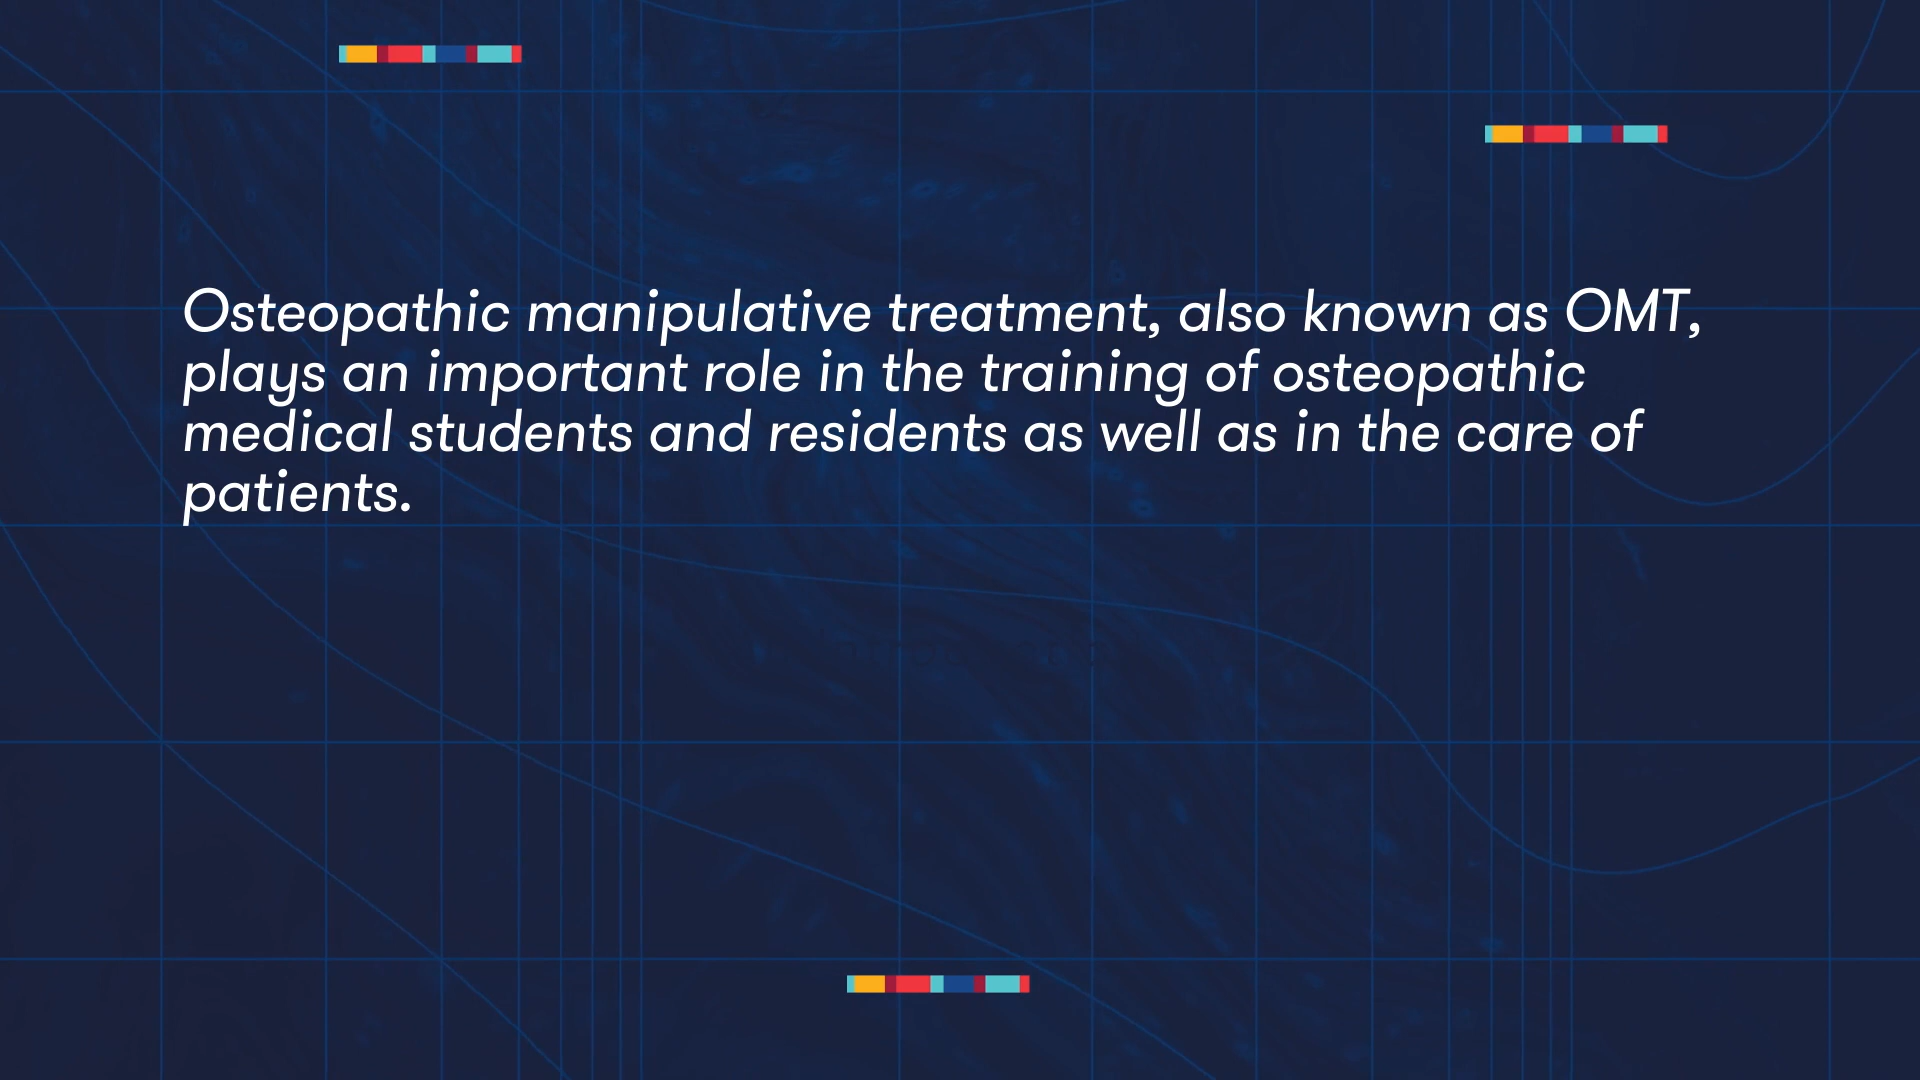 Osteopathic manipulative treatment, also known as OMT,
plays an important role in the training of osteopathic
medical students and residents as well as in the care of
patients.